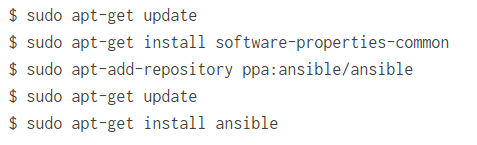 $ sudo apt-get update
$ sudo apt-get install software-properties-common
$ sudo apt-add-repository ppa:ansible/ansible
$ sudo apt-get update
$ sudo apt-get install ansible